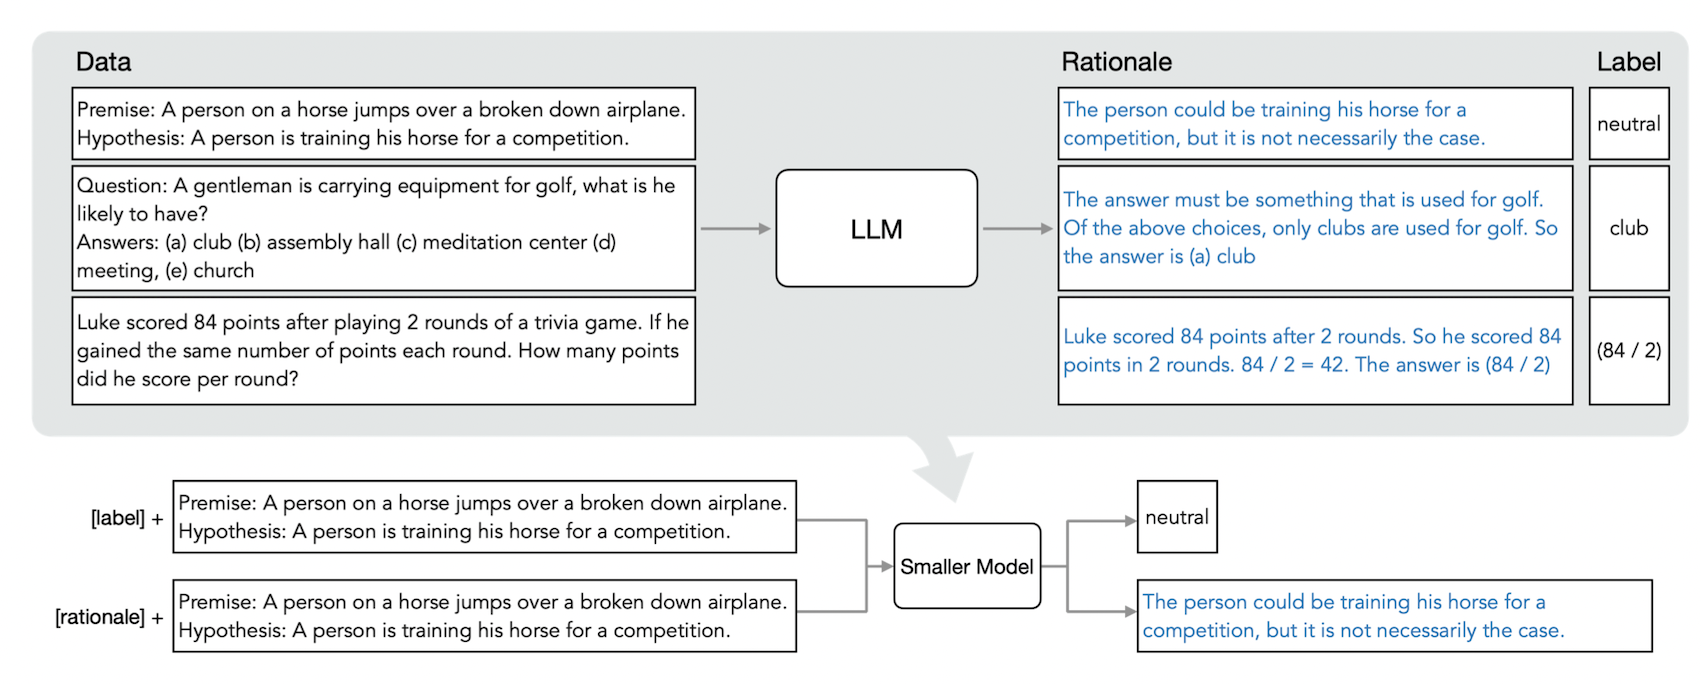 Data
Premise: A person on a horse jumps over a broken down airplane.
Hypothesis: A person is training his horse for a competition.
Question: A gentleman is carrying equipment for golf, what is he
likely to have?
Answers: (a) club (b) assembly hall (c) meditation center (d)
meeting, (e) church
Luke scored 84 points after playing 2 rounds of a trivia game. If he
gained the same number of points each round. How many points
did he score per round?
LLM
Rationale
The person could be training his horse for a
competition, but it is not necessarily the case.
The answer must be something that is used for golf.
Of the above choices, only clubs are used for golf. So
the answer is (a) club
Luke scored 84 points after 2 rounds. So he scored 84
points in 2 rounds. 84 / 2 = 42. The answer is (84 / 2)
Label
neutral
club
(84 / 2)
[label] +
Premise: A person on a horse jumps over a broken down airplane.
Hypothesis: A person is training his horse for a competition.
[rationale] +
Premise: A person on a horse jumps over a broken down airplane.
Hypothesis: A person is training his horse for a competition.
Smaller Model
neutral
The person could be training his horse for a
competition, but it is not necessarily the case.